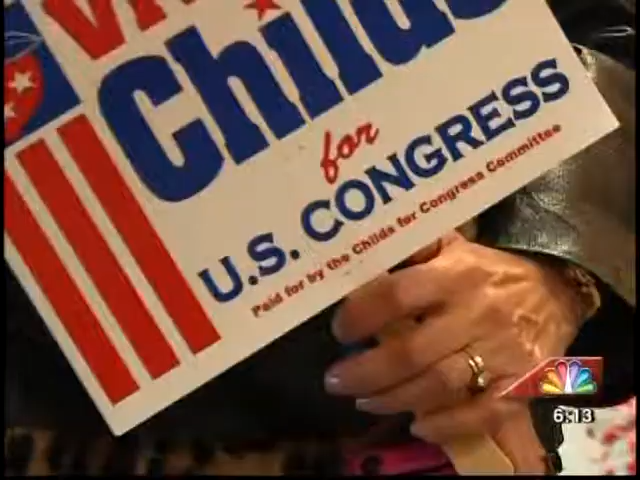 Childs
for
U.S. CONGRESS
Paid for by the Childs for Congress Committee
6:13